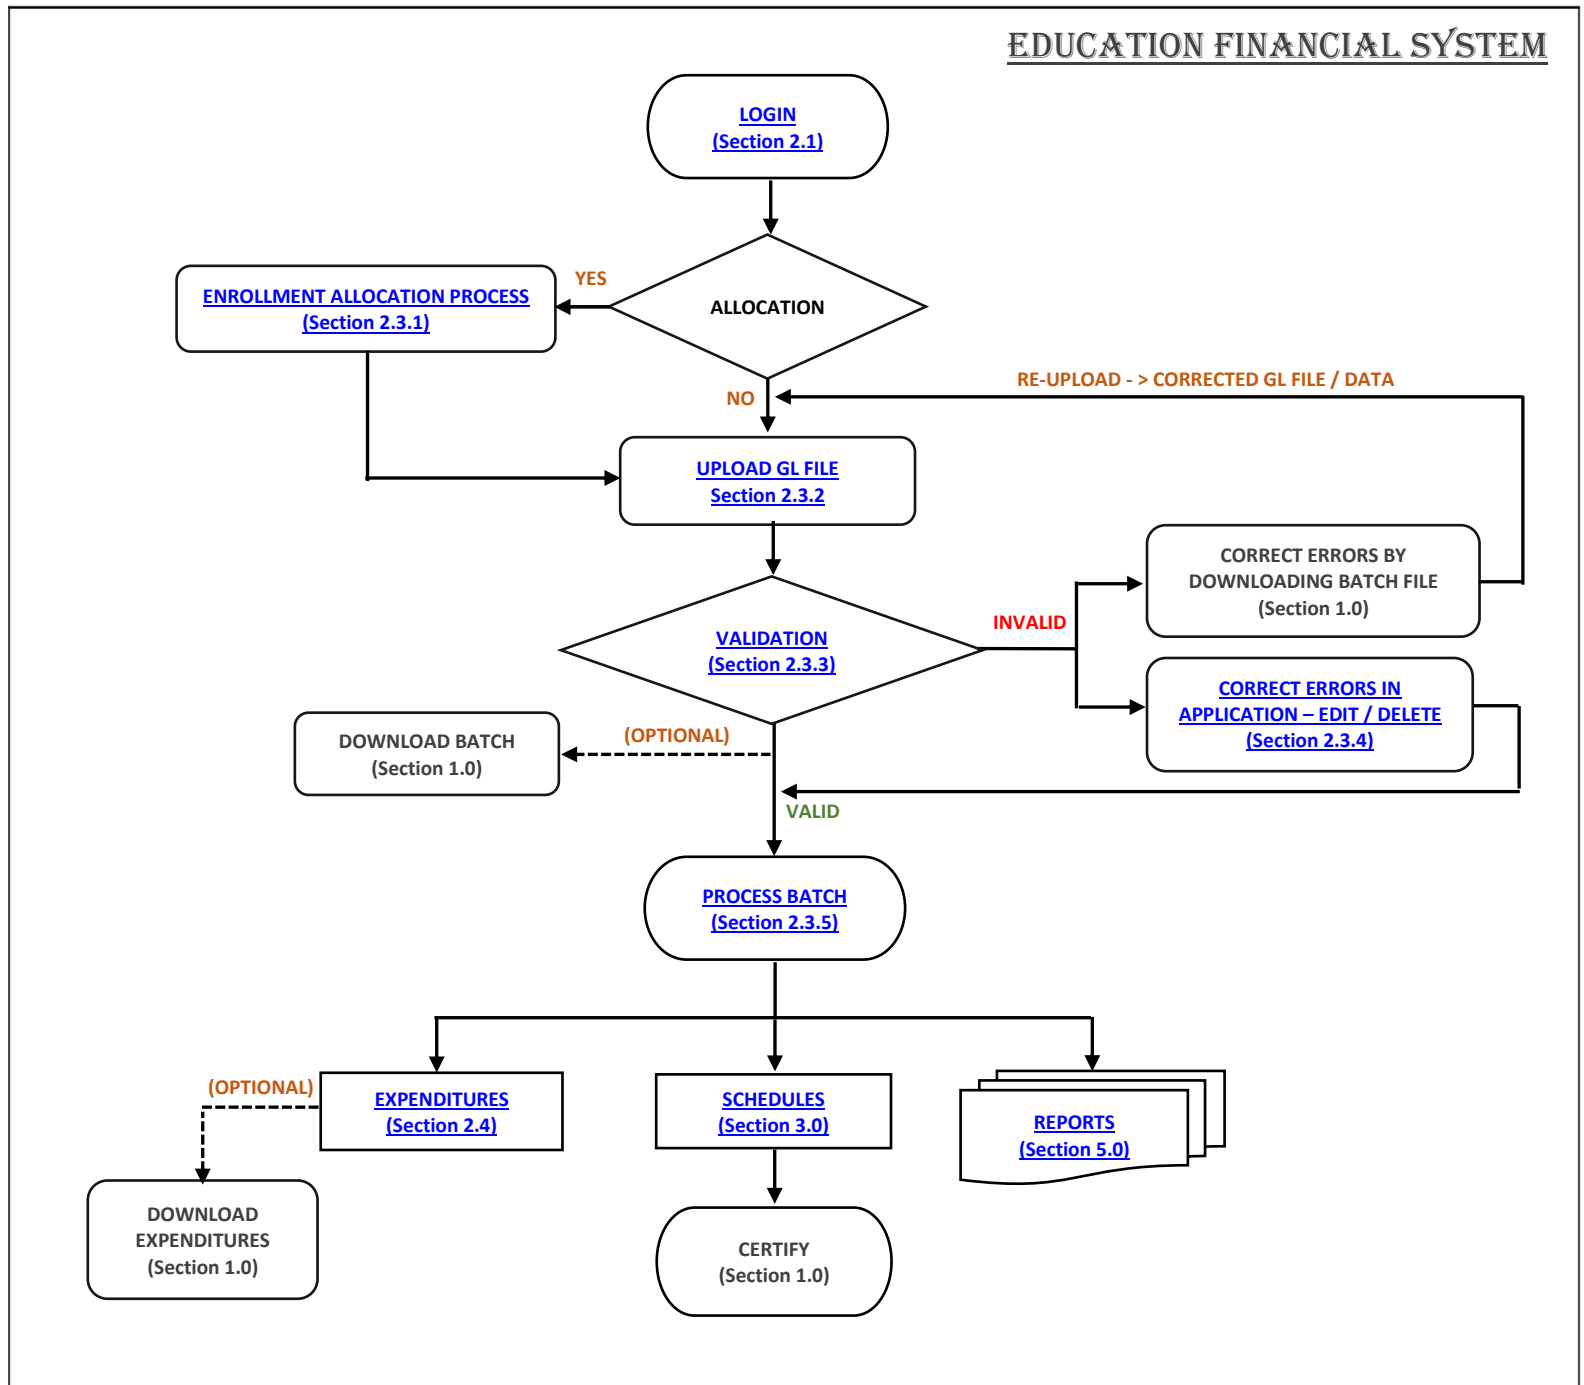 EDUCATION FINANCIAL SYSTEM
LOGIN
(Section 2.1)
YES
ENROLLMENT ALLOCATION PROCESS
(Section 2.3.1)
ALLOCATION
NO
RE-UPLOAD - > CORRECTED GL FILE / DATA
UPLOAD GL FILE
Section 2.3.2
CORRECT ERRORS BY
DOWNLOADING BATCH FILE
(Section 1.0)
INVALID
VALIDATION
(Section 2.3.3)
CORRECT ERRORS IN
APPLICATION – EDIT / DELETE
(Section 2.3.4)
(OPTIONAL)
DOWNLOAD BATCH
(Section 1.0)
VALID
PROCESS BATCH
(Section 2.3.5)
(OPTIONAL)
EXPENDITURES
(Section 2.4)
SCHEDULES
(Section 3.0)
REPORTS
(Section 5.0)
DOWNLOAD
EXPENDITURES
(Section 1.0)
CERTIFY
(Section 1.0)